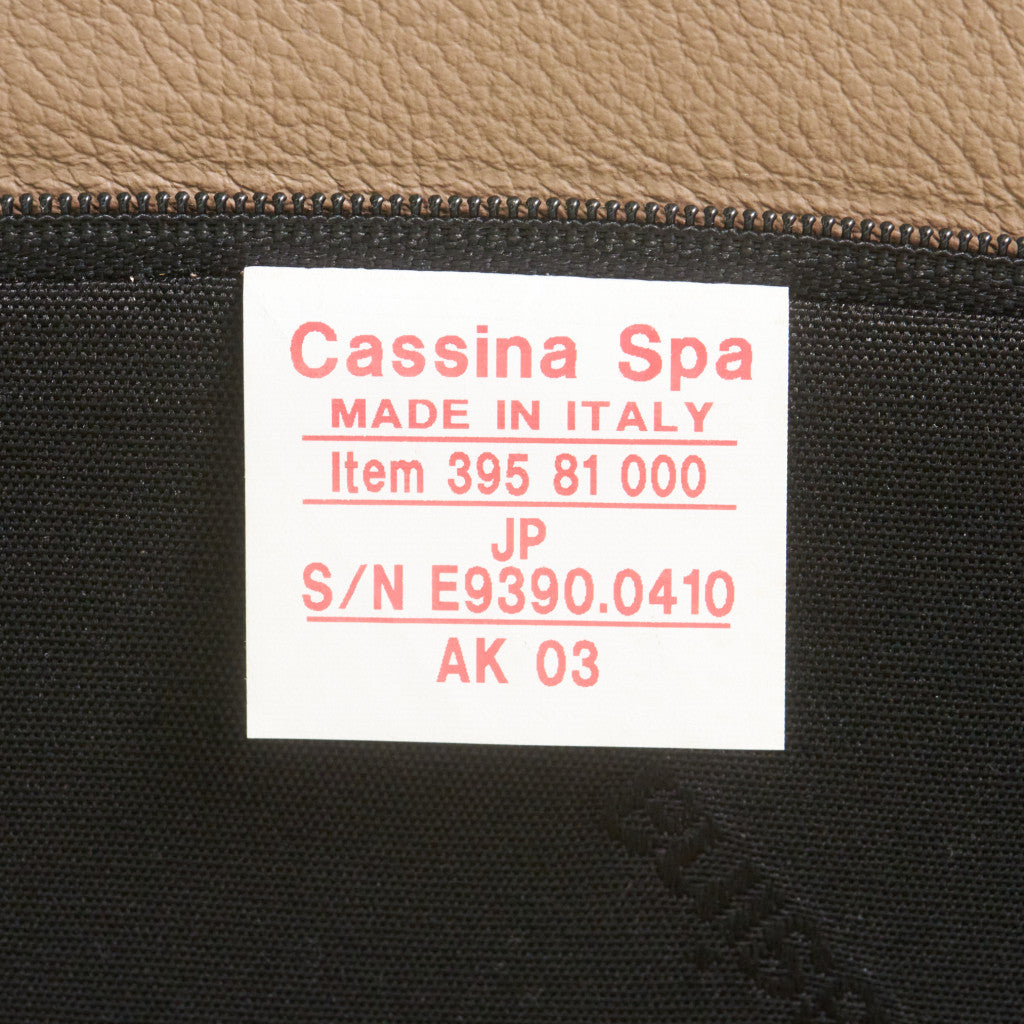 Cassina Spa
MADE IN ITALY
Item 395 81 000
JP
S/N E9390.0410
AK 03